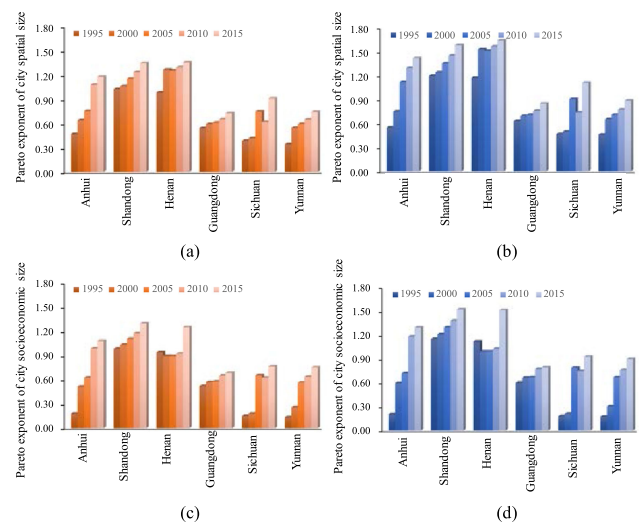 Pareto exponent of city spatial size
1.80
1.50
1.20
0.90
0.60
0.30
0.00
1995 2000 2005 2010 2015
Anhui
Shandong
Henan
Guangdong
Sichuan
Yunnan
(a)
Pareto exponent of city spatial size
1.80
1.50
1.20
0.90
0.60
0.30
0.00
1995 2000 2005 2010 2015
Anhui
Shandong
Henan
Guangdong
Sichuan
Yunnan
(b)
Pareto exponent of city socioeconomic size
1.80
1.50
1.20
0.90
0.60
0.30
0.00
1995 2000 2005 2010 2015
Anhui
Shandong
Henan
Guangdong
Sichuan
Yunnan
(c)
Pareto exponent of city socioeconomic size
1.80
1.50
1.20
0.90
0.60
0.30
0.00
1995 2000 2005 2010 2015
Anhui
Shandong
Henan
Guangdong
Sichuan
Yunnan
(d)